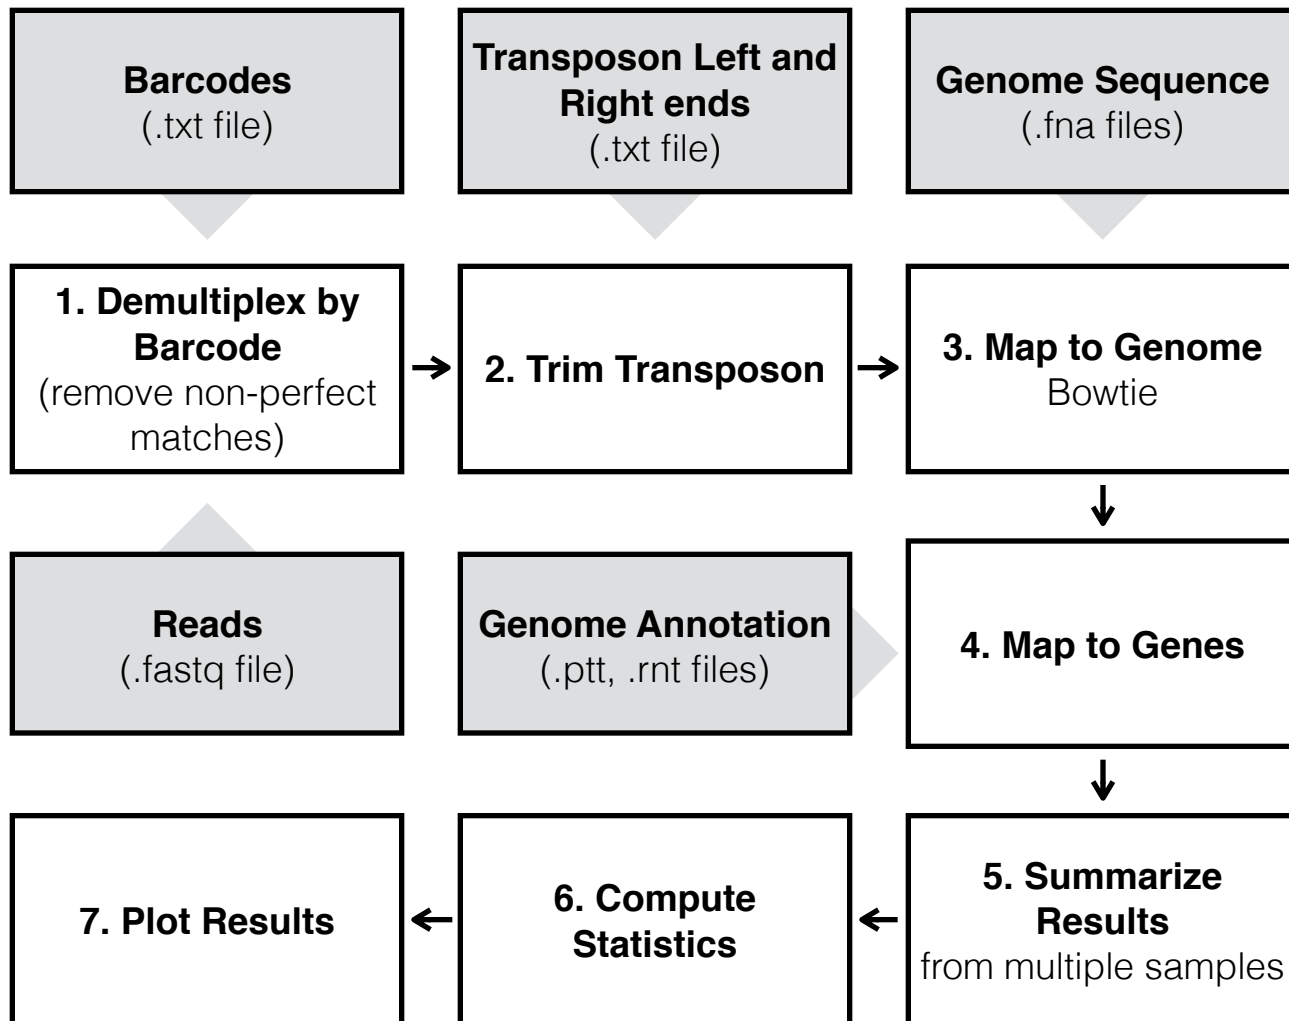 Barcodes
(.txt file)
Transposon Left and
Right ends
(.txt file)
Genome Sequence
(.fna files)
1. Demultiplex by
Barcode
(remove non-perfect
matches)
2. Trim Transposon
3. Map to Genome
Bowtie
Reads
(.fastq file)
Genome Annotation
(.ptt, .rnt files)
4. Map to Genes
7. Plot Results
6. Compute
Statistics
5. Summarize
Results
from multiple samples